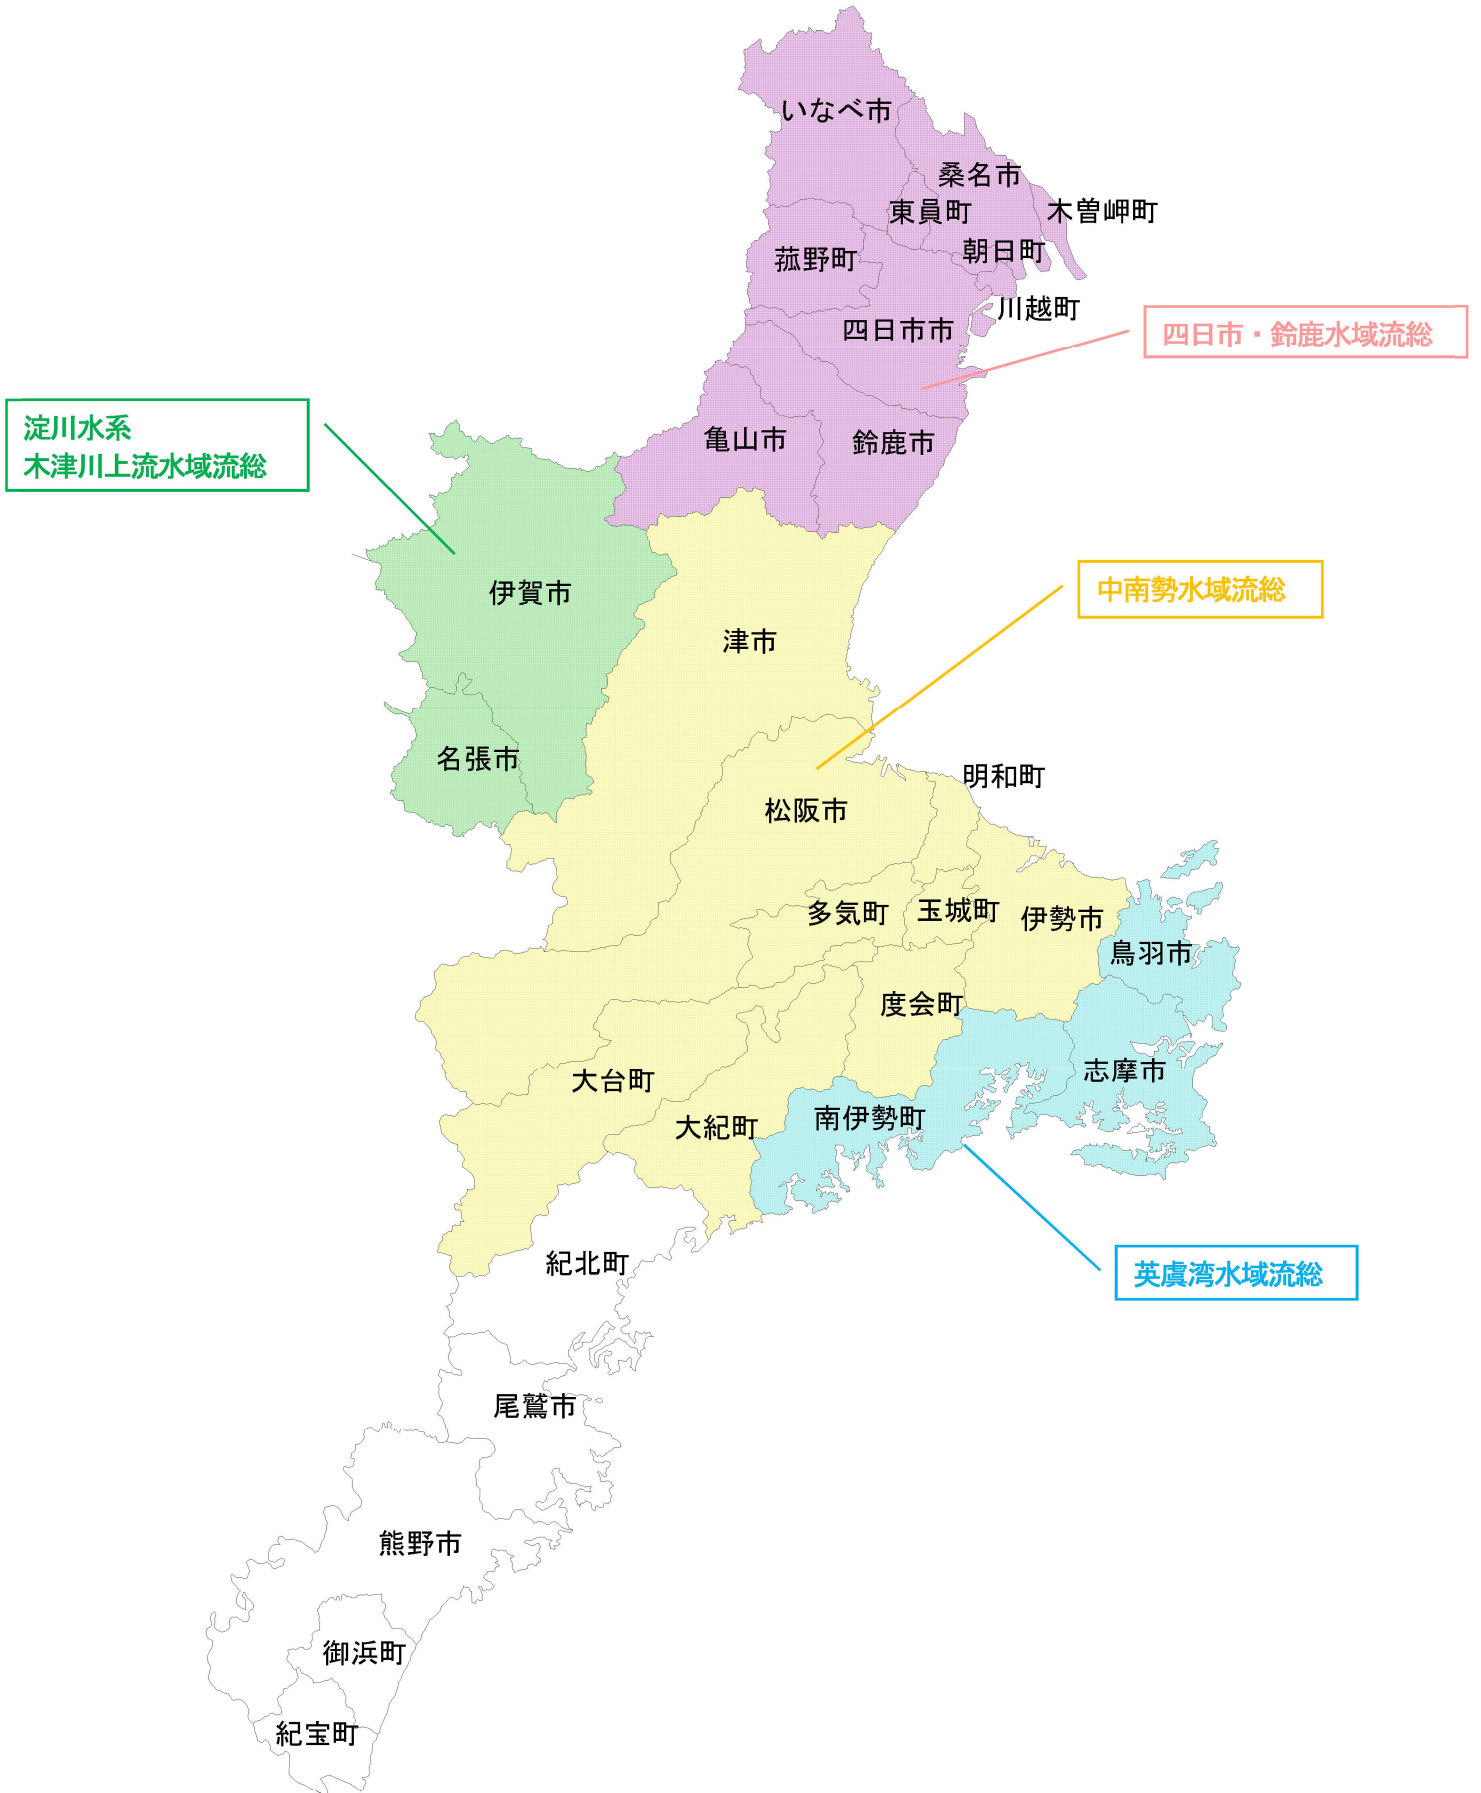 いなべ市
桑名市
東員町
木曽岬町
朝日町
菰野町
川越町
四日市市
四日市・鈴鹿水域流総
亀山市
鈴鹿市
淀川水系
木津川上流水域流総
伊賀市
中南勢水域流総
津市
名張市
明和町
松阪市
多気町
玉城町
伊勢市
鳥羽市
度会町
大台町
志摩市
大紀町
南伊勢町
紀北町
英虞湾水域流総
尾鷲市
熊野市
御浜町
紀宝町